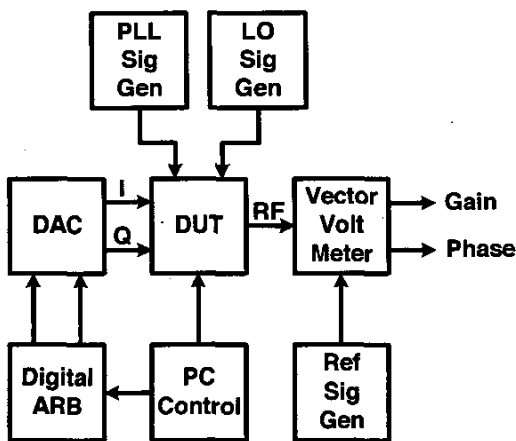 PLL
Sig
Gen
LO
Sig
Gen
DAC
I
Q
DUT
RF
Vector
Volt
Meter
Gain
Phase
Digital
ARB
PC
Control
Ref
Sig
Gen